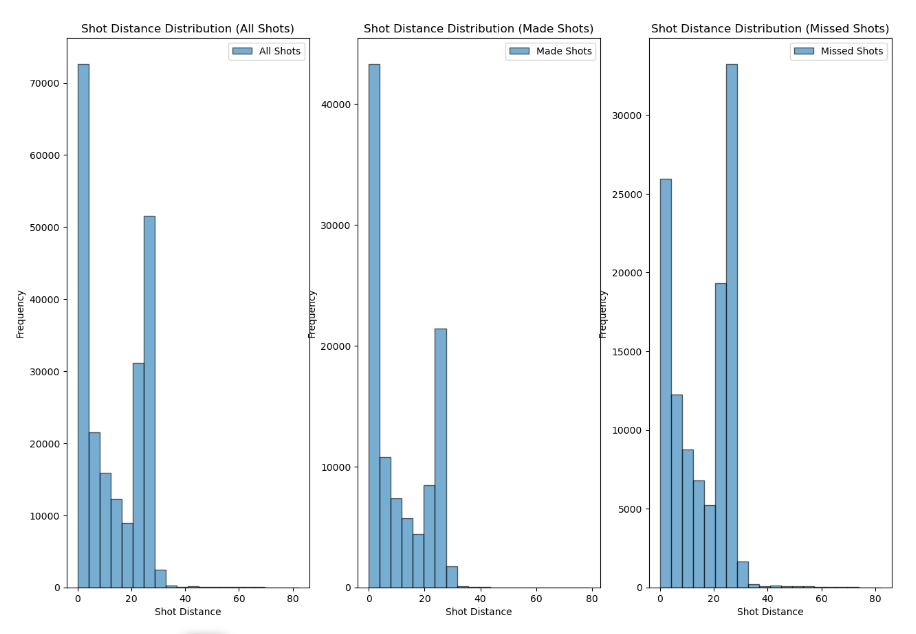 Shot Distance Distribution (All Shots)
Shot Distance Distribution (Made Shots)
Shot Distance Distribution (Missed Shots)
All Shots
Made Shots
Missed Shots
70000
60000
50000
40000
30000
20000
10000
0
Frequency
0 20 40 60 80
Shot Distance
40000
30000
20000
10000
0
Frequency
0 20 40 60 80
Shot Distance
30000
25000
20000
15000
10000
5000
0
Frequency
0 20 40 60 80
Shot Distance